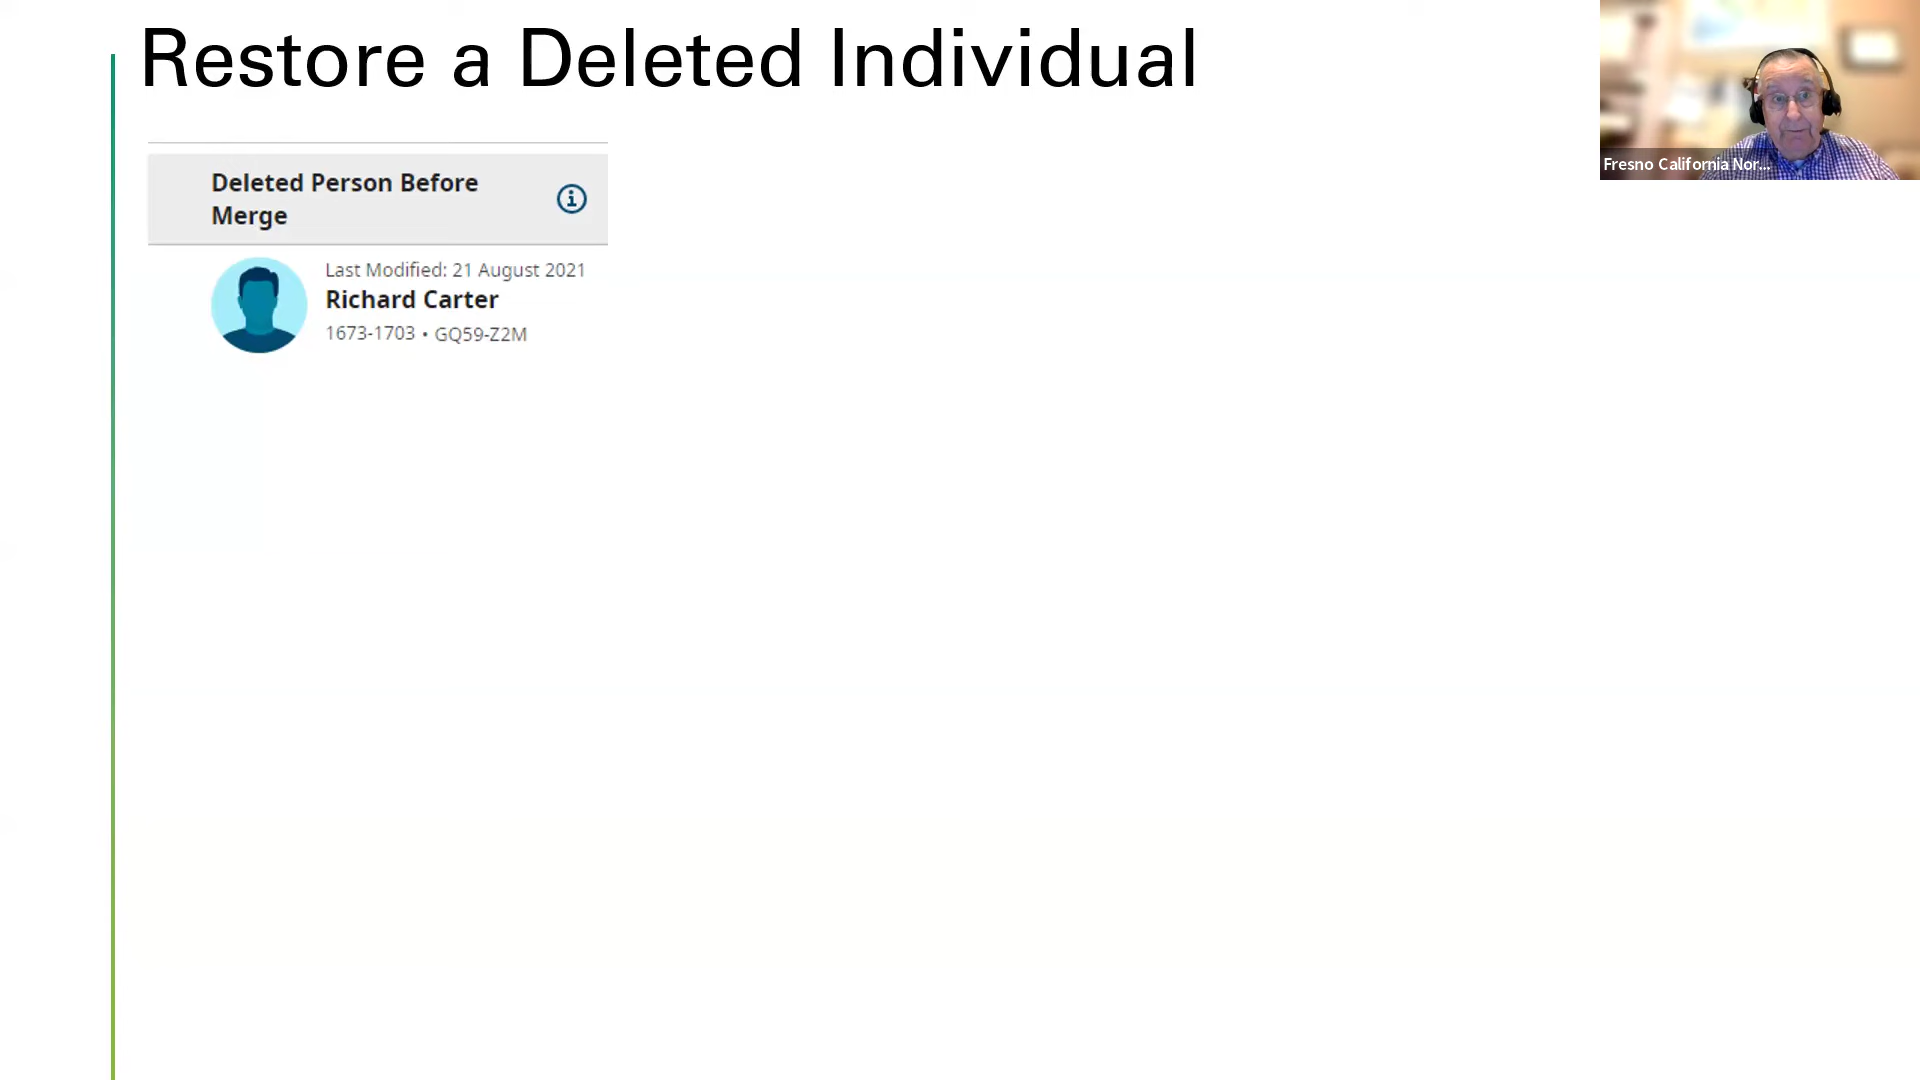 Restore a Deleted Individual
Deleted Person Before
Merge
Last Modified: 21 August 2021
Richard Carter
1673-1703 • GQ59-Z2M
Fresno California Nor...